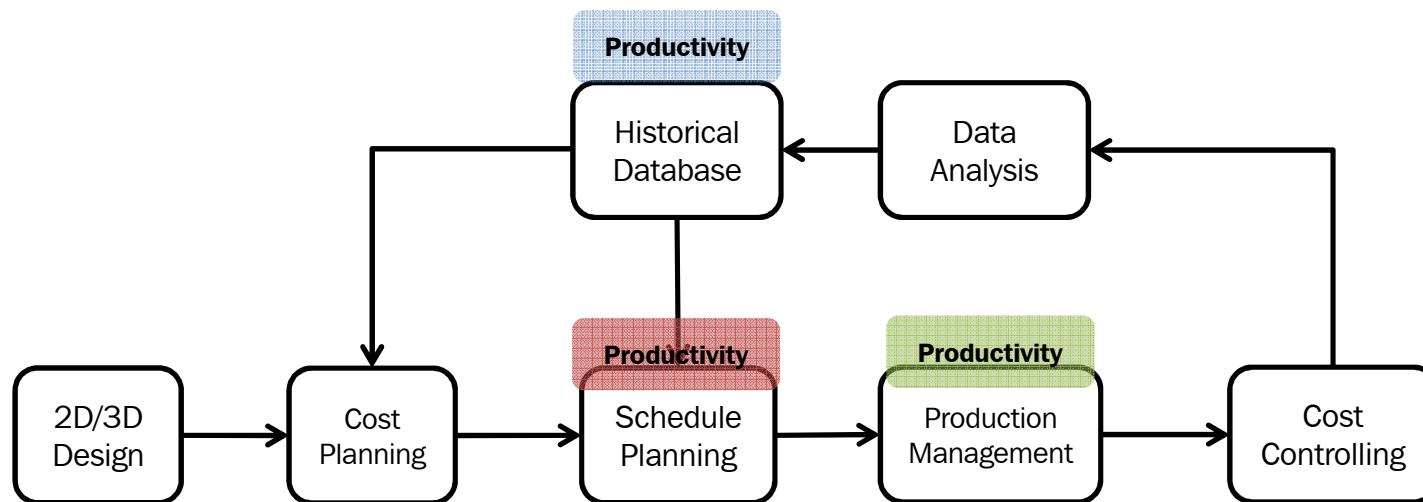 Productivity
Historical
Database
Data
Analysis
Productivity
Productivity
2D/3D
Design
Cost
Planning
Schedule
Planning
Production
Management
Cost
Controlling